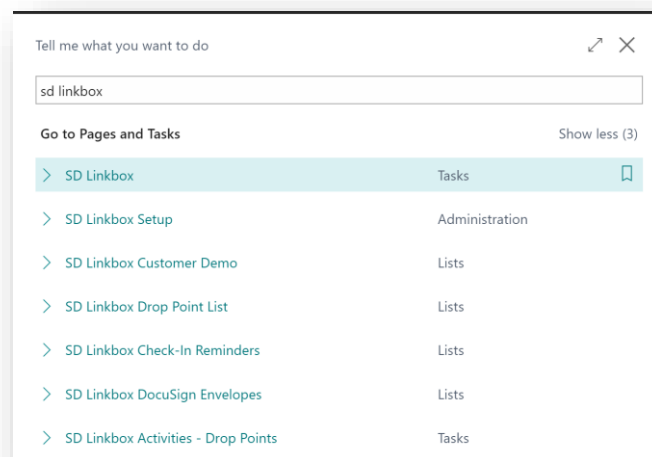 Tell me what you want to do
sd linkbox
Go to Pages and Tasks Show less (3)
SD Linkbox Tasks
SD Linkbox Setup Administration
SD Linkbox Customer Demo Lists
SD Linkbox Drop Point List Lists
SD Linkbox Check-In Reminders Lists
SD Linkbox DocuSign Envelopes Lists
SD Linkbox Activities - Drop Points Tasks